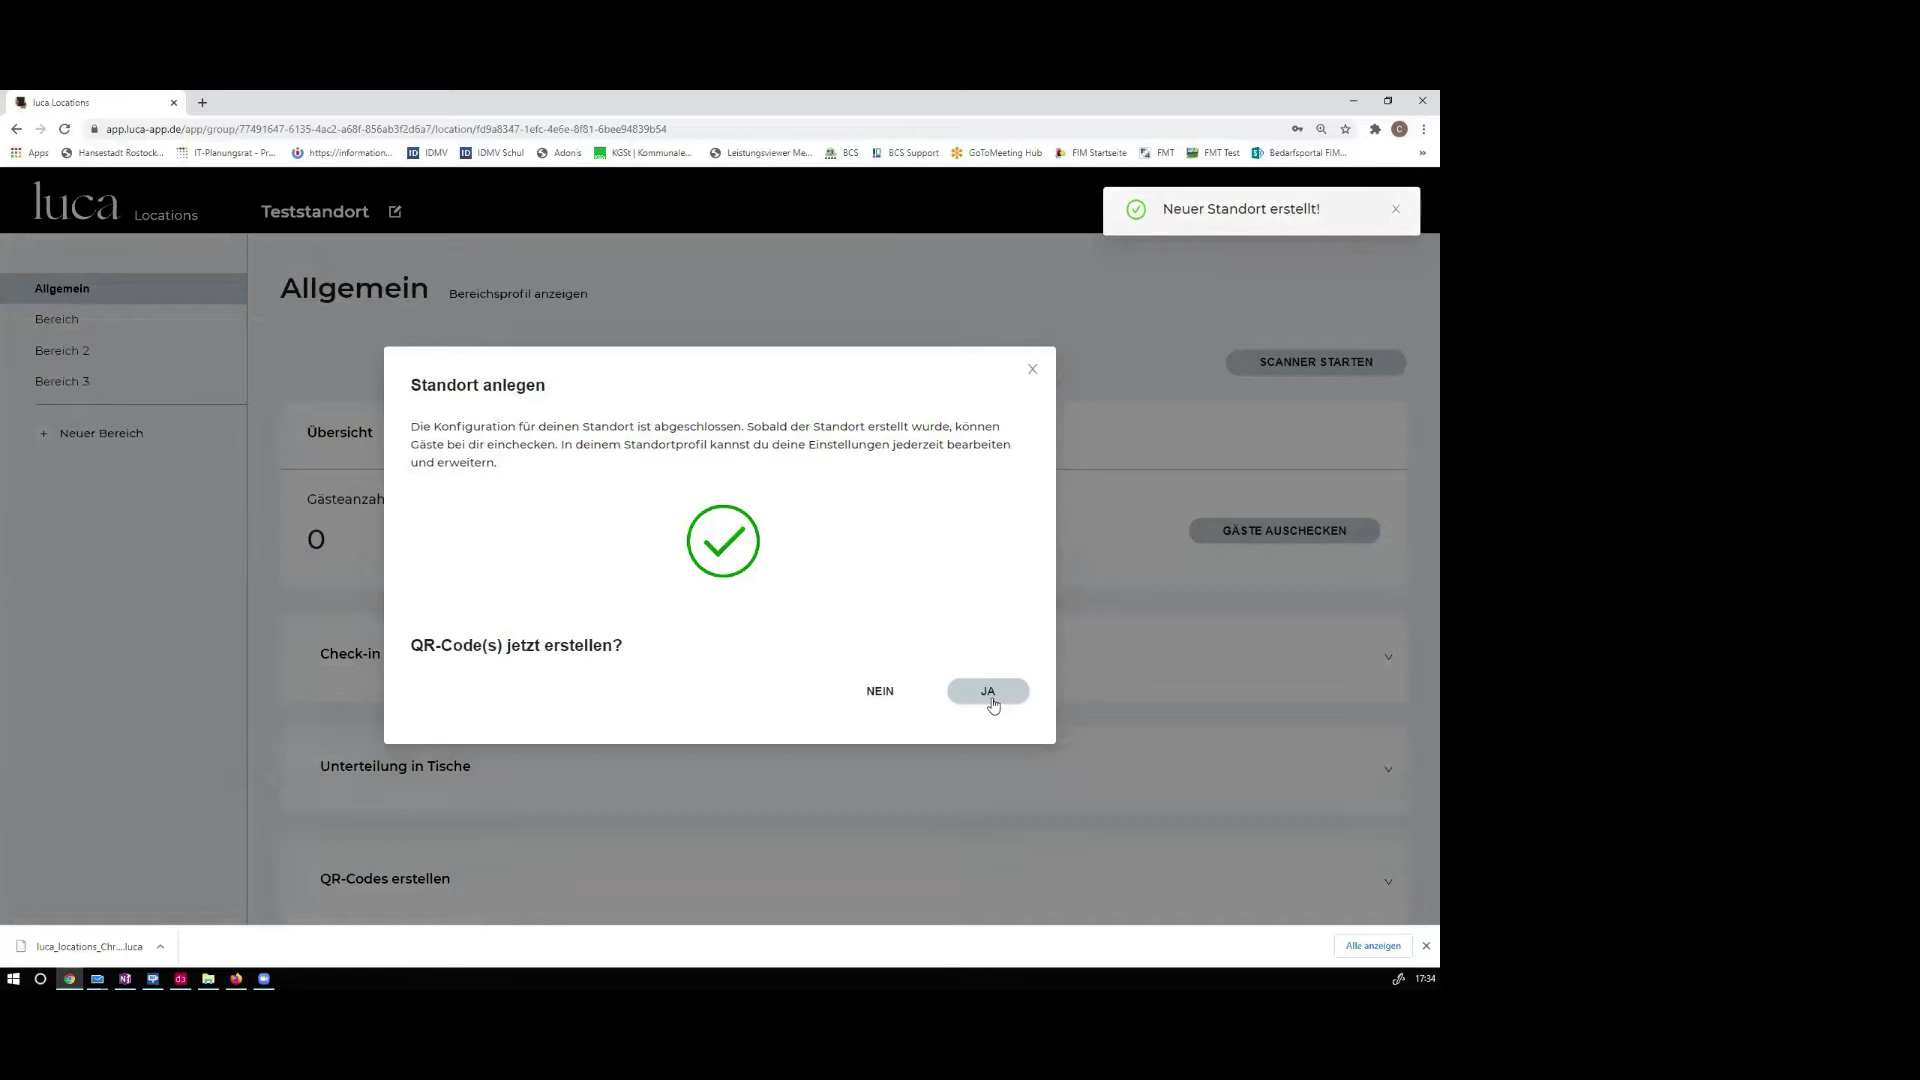 luca Locations
app.luca-app.de/app/group/77491647-6135-4ac2-a68f-856ab3f2d6a7/location/fd9a8347-1efc-4e6e-8f81-6bee94839b54
C
Apps Hansestadt Rostock... IT-Planungsrat - Pr... https://information... IDMV IDMV Schul Adonis KGSt | Kommunale... Leistungsviewer Me... BCS BCS Support GoToMeeting Hub FIM Startseite FMT FMT Test Bedarfsportal FIM... »
luca Locations
Teststandort
Neuer Standort erstellt!
Allgemein
Bereich
Bereich 2
Bereich 3
+ Neuer Bereich
Allgemein Bereichsprofil anzeigen
SCANNER STARTEN
Übersicht
Gästeanzah
0
GÄSTE AUSCHECKEN
Check-in
Unterteilung in Tische
QR-Codes erstellen
Standort anlegen
Die Konfiguration für deinen Standort ist abgeschlossen. Sobald der Standort erstellt wurde, können
Gäste bei dir einchecken. In deinem Standortprofil kannst du deine Einstellungen jederzeit bearbeiten
und erweitern.
QR-Code(s) jetzt erstellen?
NEIN JA
luca_locations_Chr....luca
Alle anzeigen
17:34